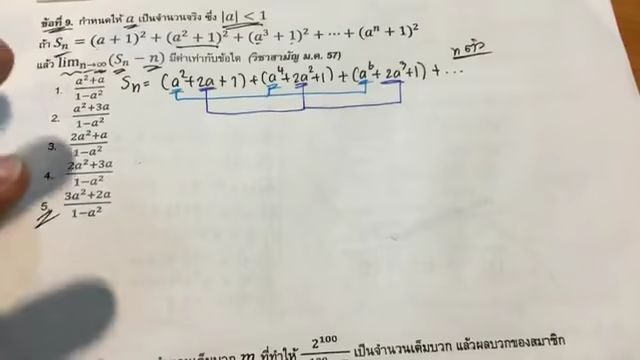 ข้อที่ 9. กำหนดให้ a เป็นจำนวนจริง ซึ่ง |a| < 1
ถ้า Sₙ = (a + 1)² + (a² + 1)² + (a³ + 1)² + ⋯ + (aⁿ + 1)²
แล้ว limₙ→∞(Sₙ − n) มีค่าเท่ากับข้อใด (วิชาสามัญ ม.ค. 57)
n ตัว
Sₙ = (a²+2a+1)+(a⁴+2a²+1)+(a⁶+2a³+1)+ ...
1. (a²+a)/(1−a²)
2. (a²+3a)/(1−a²)
3. (2a²+a)/(1−a²)
4. (2a²+3a)/(1−a²)
5. (3a²+2a)/(1−a²)
m ที่ทำให้ 2¹⁰⁰ เป็นจำนวนเต็มบวก แล้วผลบวกของสมาชิก